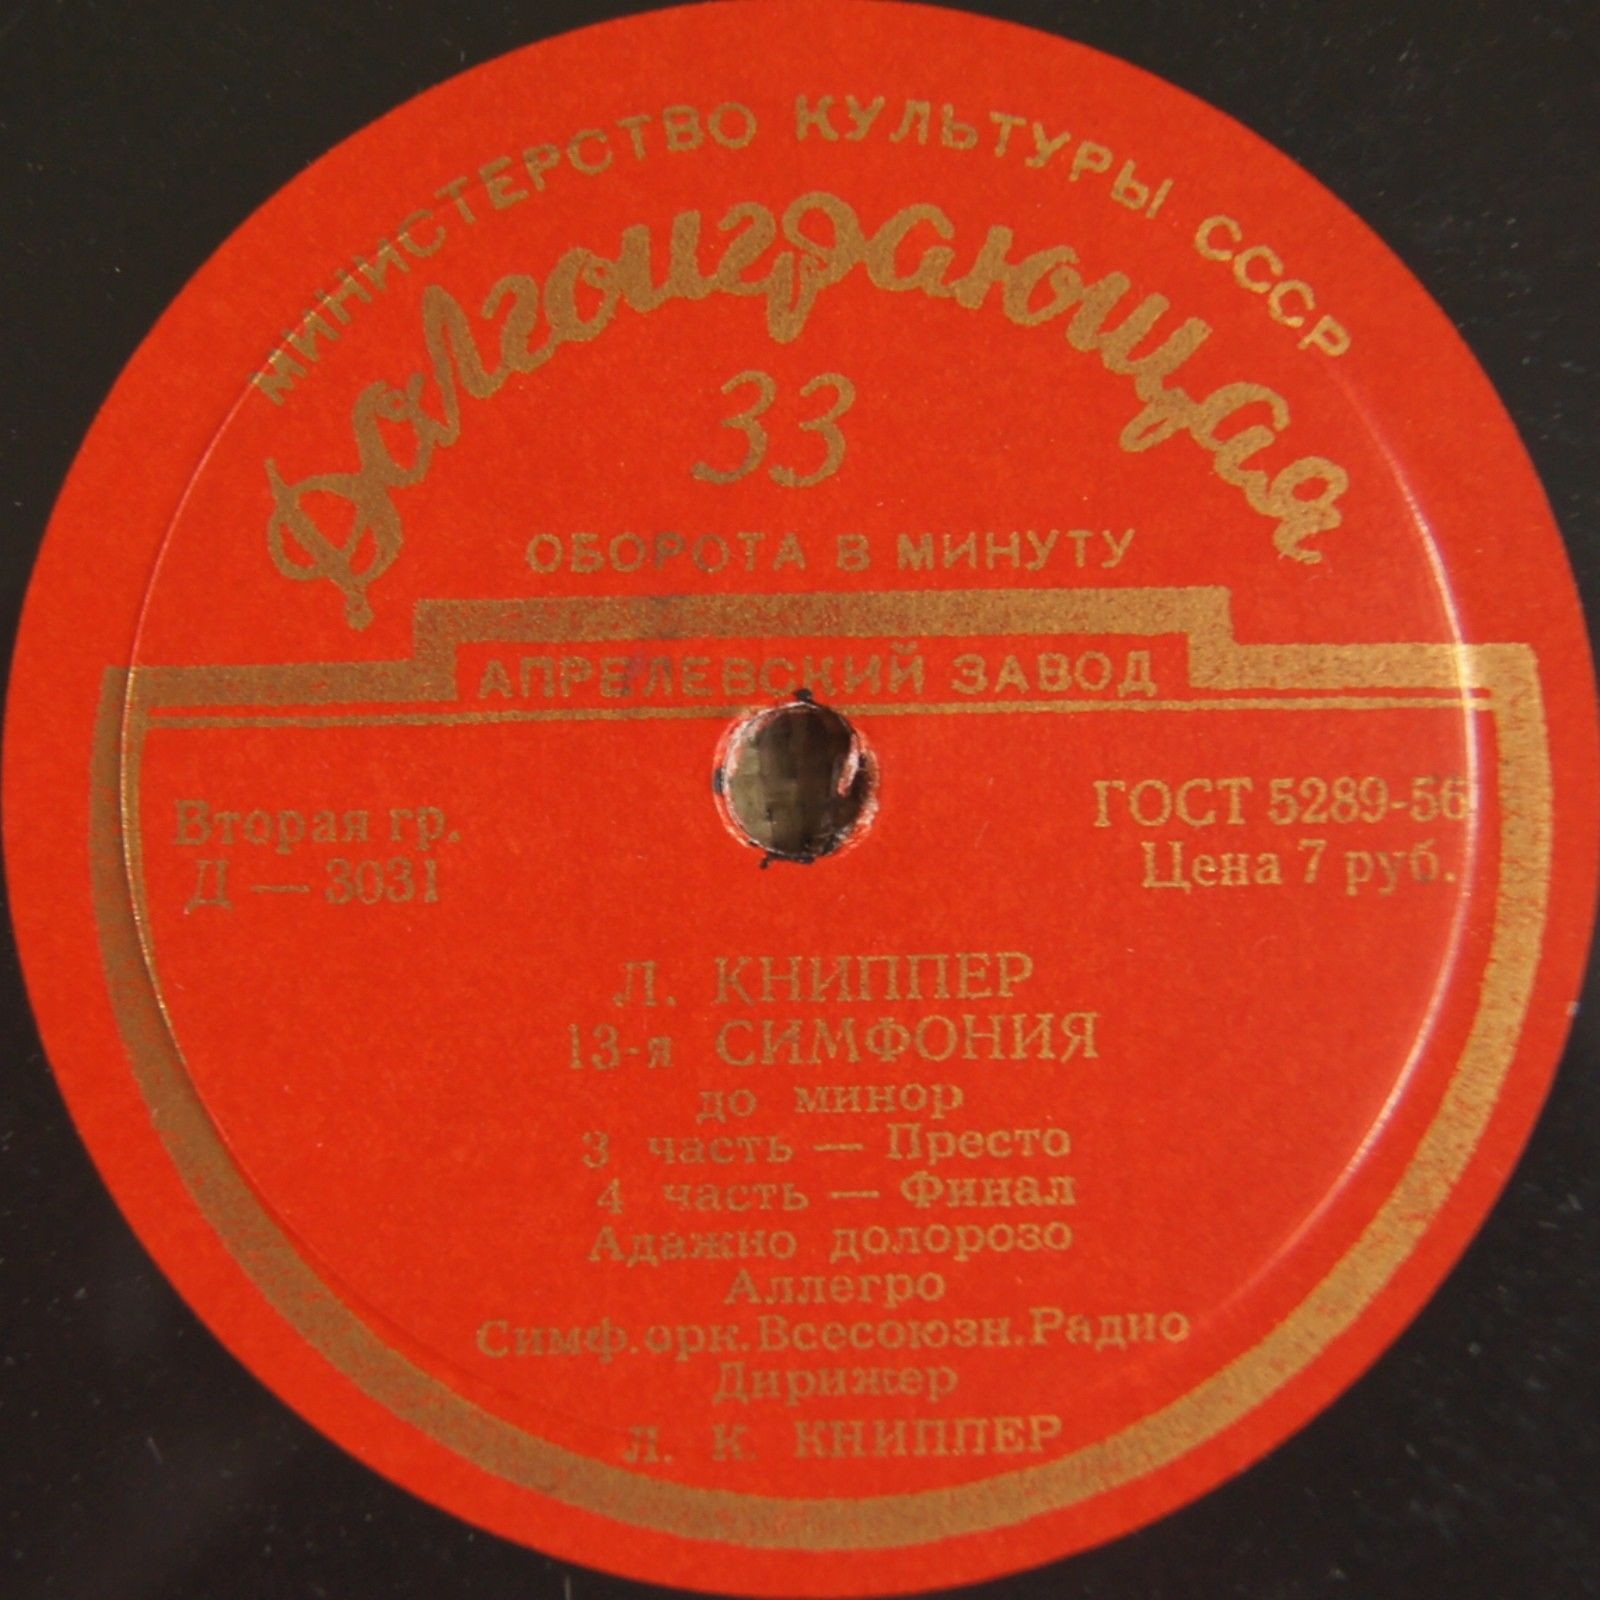 МИНИСТЕРСТВО КУЛЬТУРЫ СССР
Долгоиграющая
33
ОБОРОТА В МИНУТУ
АПРЕЛЕВСКИЙ ЗАВОД
Вторая гр.
Д — 3031
ГОСТ 5289-56
Цена 7 руб.
Л. КНИППЕР
13-я СИМФОНИЯ
до минор
3 часть — Престо
4 часть — Финал
Адажио долорозо
Аллегро
Симф.орк.Всесоюзн.Радио
Дирижер
Л. К. КНИППЕР